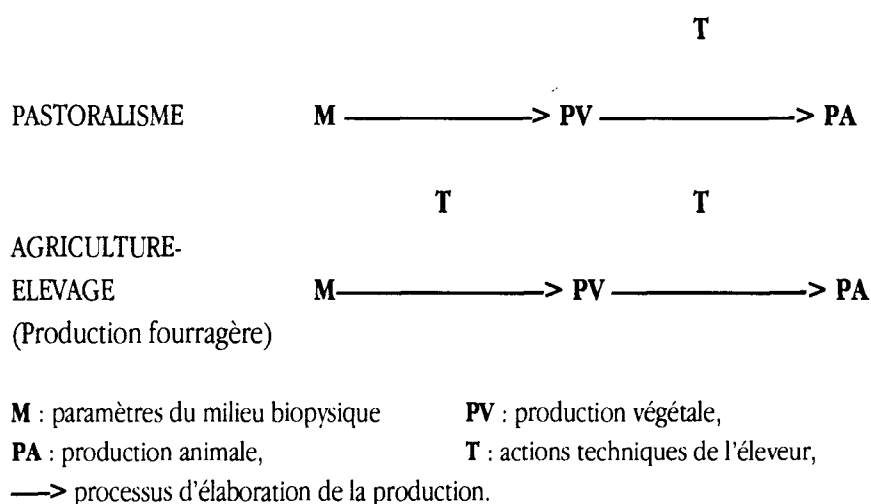 T
PASTORALISME M ——> PV ——> PA
T T
AGRICULTURE-
ELEVAGE M ——> PV ——> PA
(Production fourragère)
M : paramètres du milieu biopysique PV : production végétale,
PA : production animale, T : actions techniques de l'éleveur,
—> processus d'élaboration de la production.